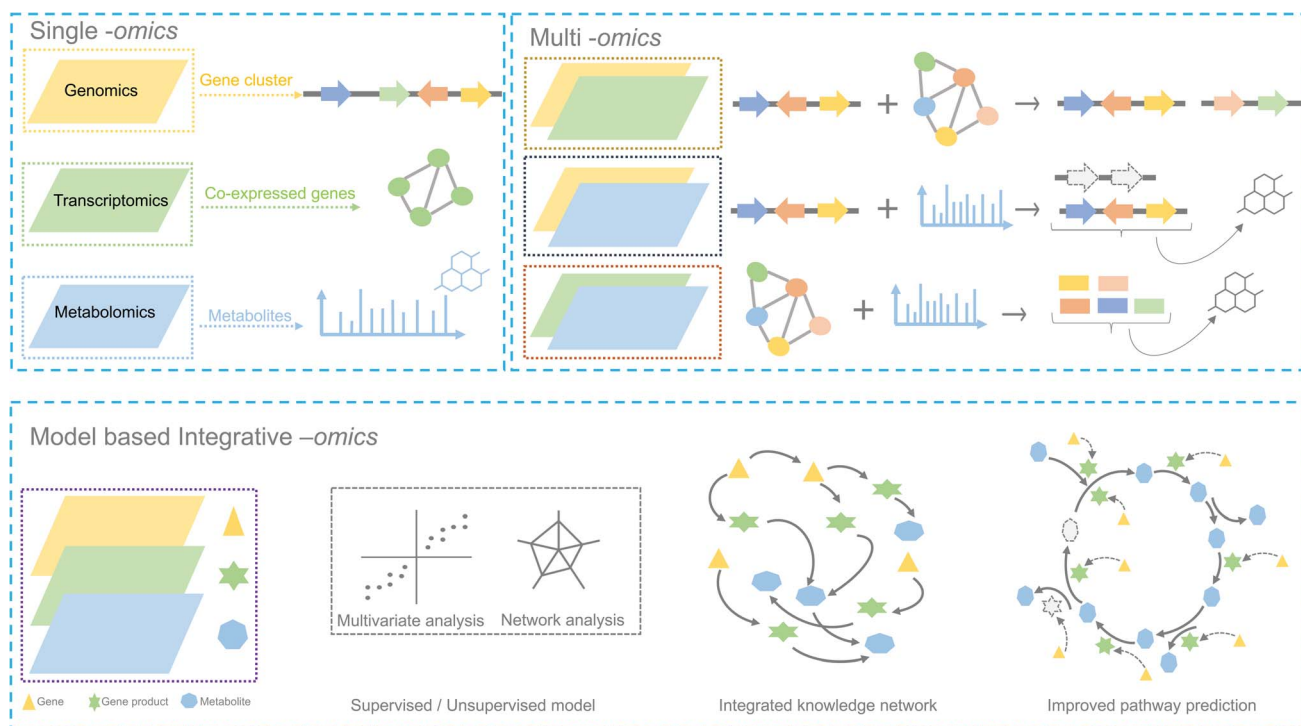 Single -omics
Genomics
Gene cluster
Transcriptomics
Co-expressed genes
Metabolomics
Metabolites
Multi -omics
Model based Integrative –omics
Multivariate analysis
Network analysis
Gene
Gene product
Metabolite
Supervised / Unsupervised model
Integrated knowledge network
Improved pathway prediction